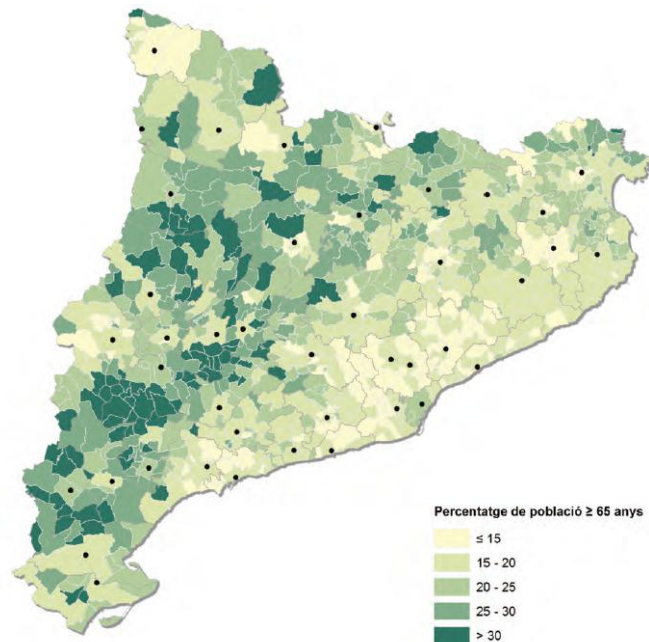 Percentatge de població ≥ 65 anys
≤ 15
15 - 20
20 - 25
25 - 30
> 30